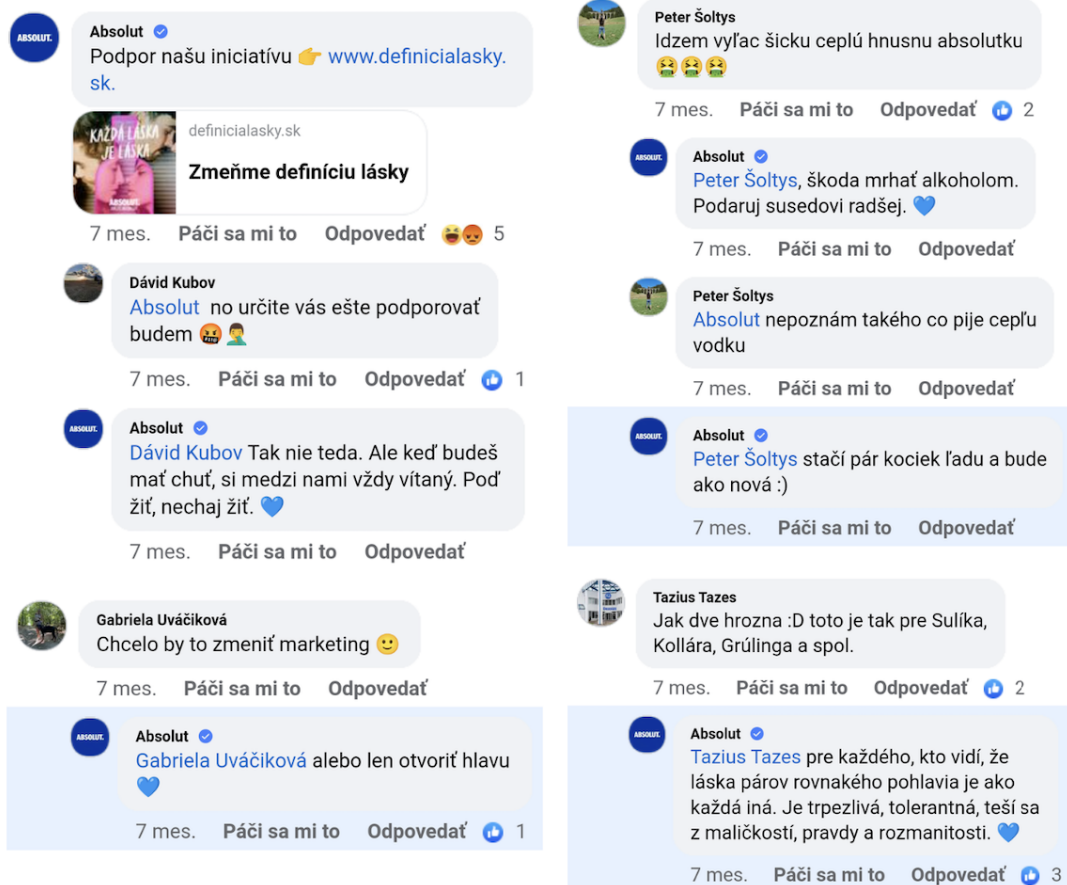 ABSOLUT.
Absolut
Podpor našu iniciatívu 👉 www.definicialasky.
sk.
KAŽDÁ LÁSKA
JE LÁSKA
ABSOLUT.
definicialasky.sk
Zmeňme definíciu lásky
7 mes. Páči sa mi to Odpovedať 😆😡 5
Dávid Kubov
Absolut no určite vás ešte podporovať
budem 🤬🤦‍♂️
7 mes. Páči sa mi to Odpovedať 1
ABSOLUT.
Absolut
Dávid Kubov Tak nie teda. Ale keď budeš
mať chuť, si medzi nami vždy vítaný. Poď
žiť, nechaj žiť. 💙
7 mes. Páči sa mi to Odpovedať
Gabriela Uváčiková
Chcelo by to zmeniť marketing 🙂
7 mes. Páči sa mi to Odpovedať
ABSOLUT.
Absolut
Gabriela Uváčiková alebo len otvoriť hlavu
💙
7 mes. Páči sa mi to Odpovedať 1
Peter Šoltys
Idzem vyľac šicku ceplú hnusnu absolutku
🤮🤮🤮
7 mes. Páči sa mi to Odpovedať 2
ABSOLUT.
Absolut
Peter Šoltys, škoda mrhať alkoholom.
Podaruj susedovi radšej. 💙
7 mes. Páči sa mi to Odpovedať
Peter Šoltys
Absolut nepoznám takého co pije cepľu
vodku
7 mes. Páči sa mi to Odpovedať
ABSOLUT.
Absolut
Peter Šoltys stačí pár kociek ľadu a bude
ako nová :)
7 mes. Páči sa mi to Odpovedať
Tazius Tazes
Jak dve hrozna :D toto je tak pre Sulíka,
Kollára, Grúlinga a spol.
7 mes. Páči sa mi to Odpovedať 2
ABSOLUT.
Absolut
Tazius Tazes pre každého, kto vidí, že
láska párov rovnakého pohlavia je ako
každá iná. Je trpezlivá, tolerantná, teší sa
z maličkostí, pravdy a rozmanitosti. 💙
7 mes. Páči sa mi to Odpovedať 3